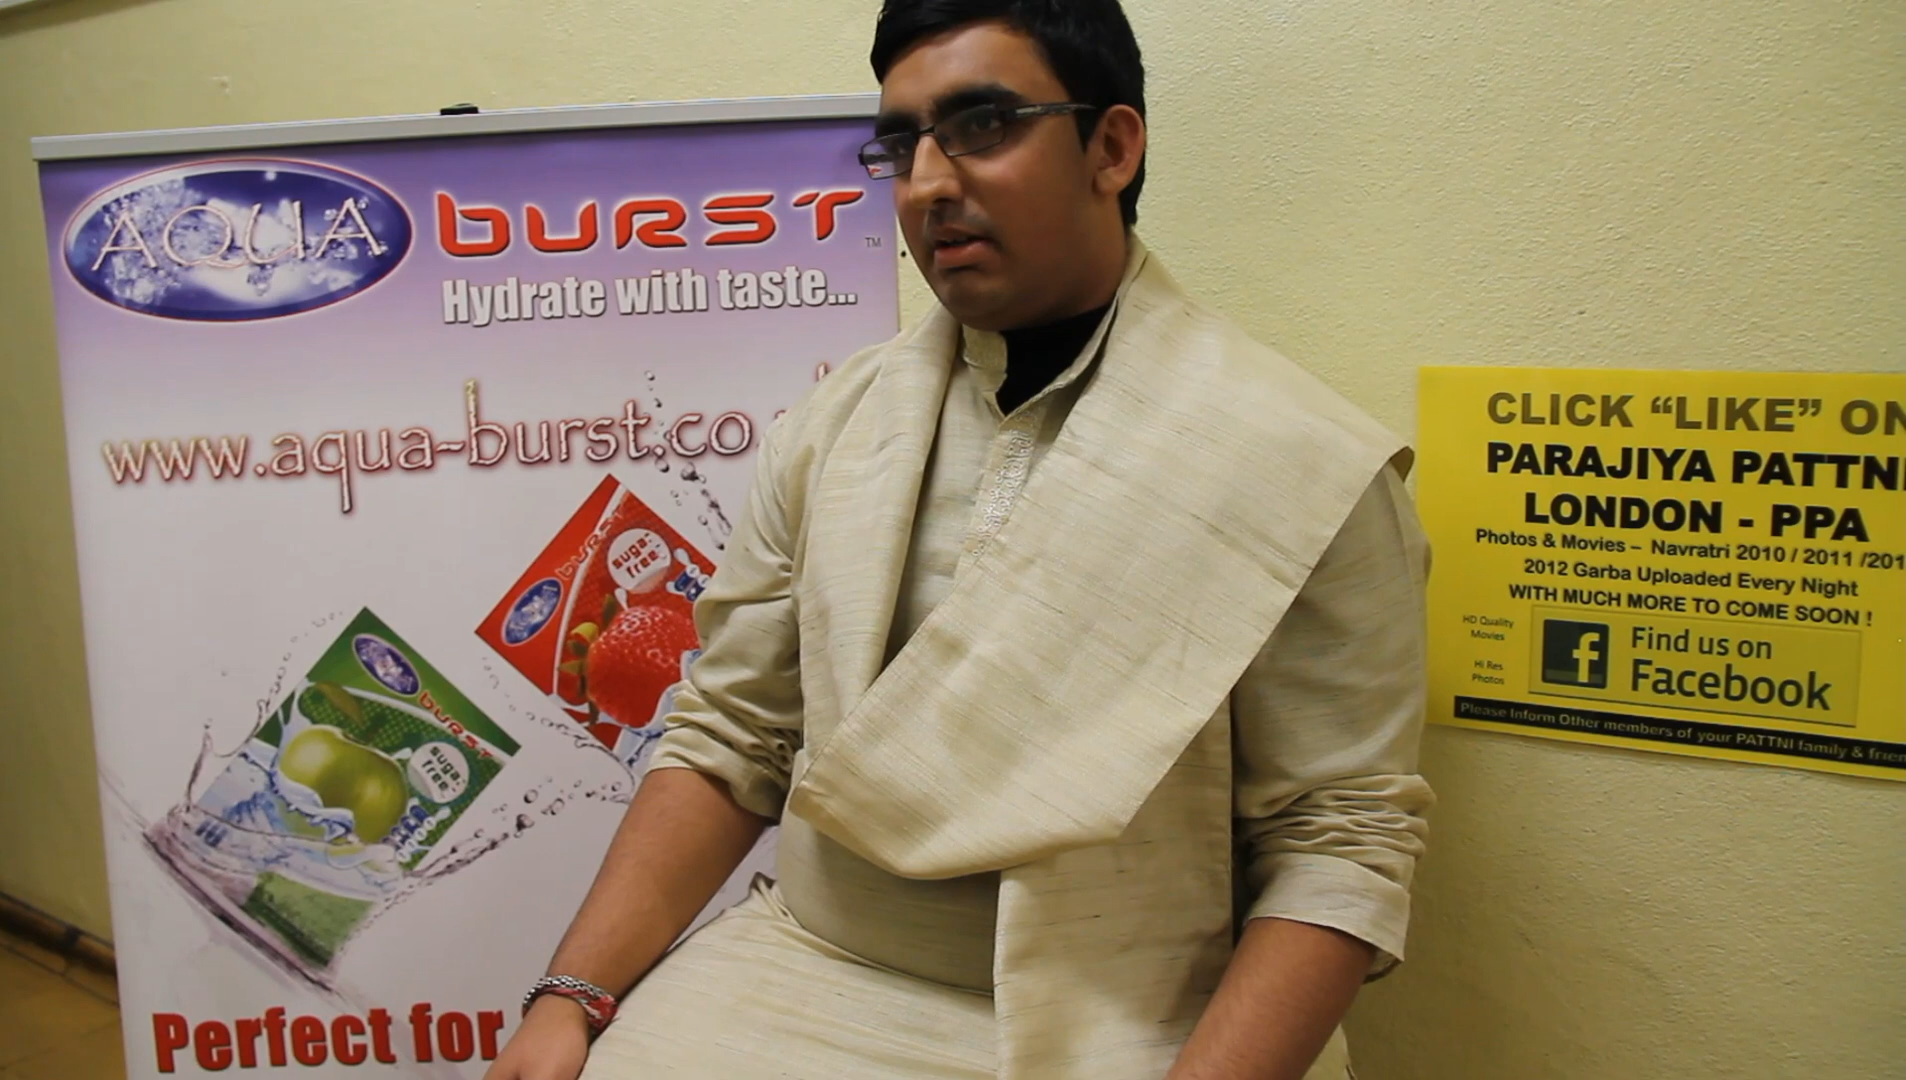 AQUA
BURST
TM
Hydrate with taste...
www.aqua-burst.co
BURST
sugar
free
BURST
sugar
free
Perfect for
CLICK “LIKE” ON
PARAJIYA PATTNI
LONDON - PPA
Photos & Movies – Navratri 2010 / 2011 /201
2012 Garba Uploaded Every Night
WITH MUCH MORE TO COME SOON !
HD Quality
Movies
Hi Res
Photos
f
Find us on
Facebook
Please Inform Other members of your PATTNI family & frien